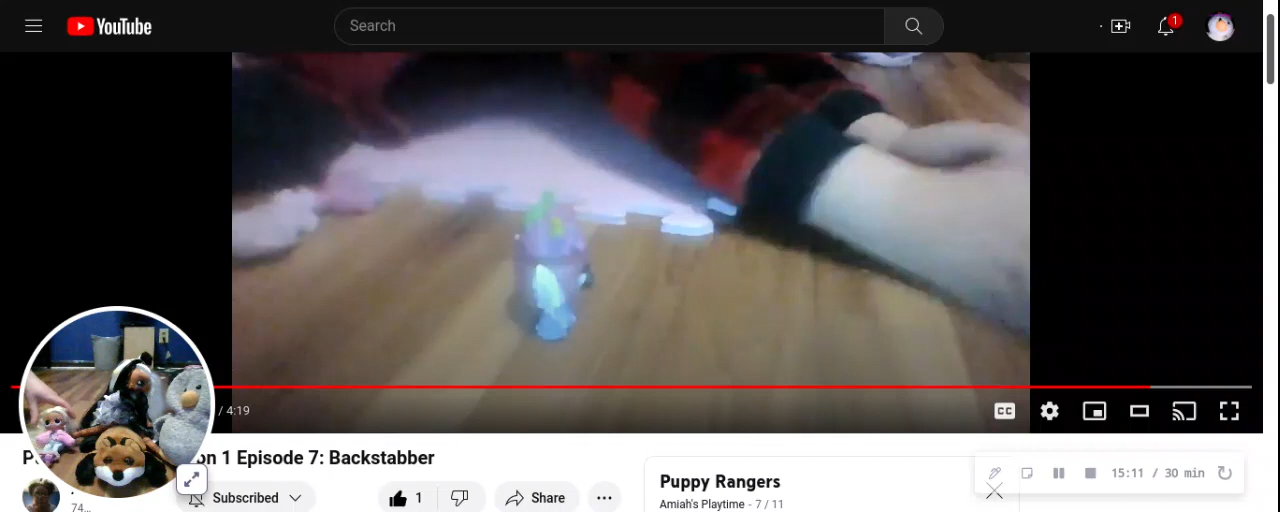 YouTube
Search
1
/ 4:19
CC
on 1 Episode 7: Backstabber
Subscribed
1
Share
74...
Puppy Rangers
Amiah's Playtime - 7 / 11
15:11 / 30 min